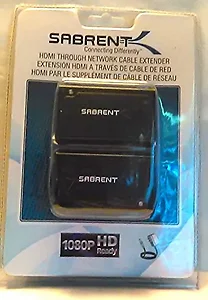 SABRENT
Connecting Differently™
HDMI THROUGH NETWORK CABLE EXTENDER
EXTENSIÓN HDMI A TRAVÉS DE CABLE DE RED
HDMI PAR LE SUPPLÉMENT DE CÂBLE DE RÉSEAU
SABRENT
SABRENT
1080P HD
Ready